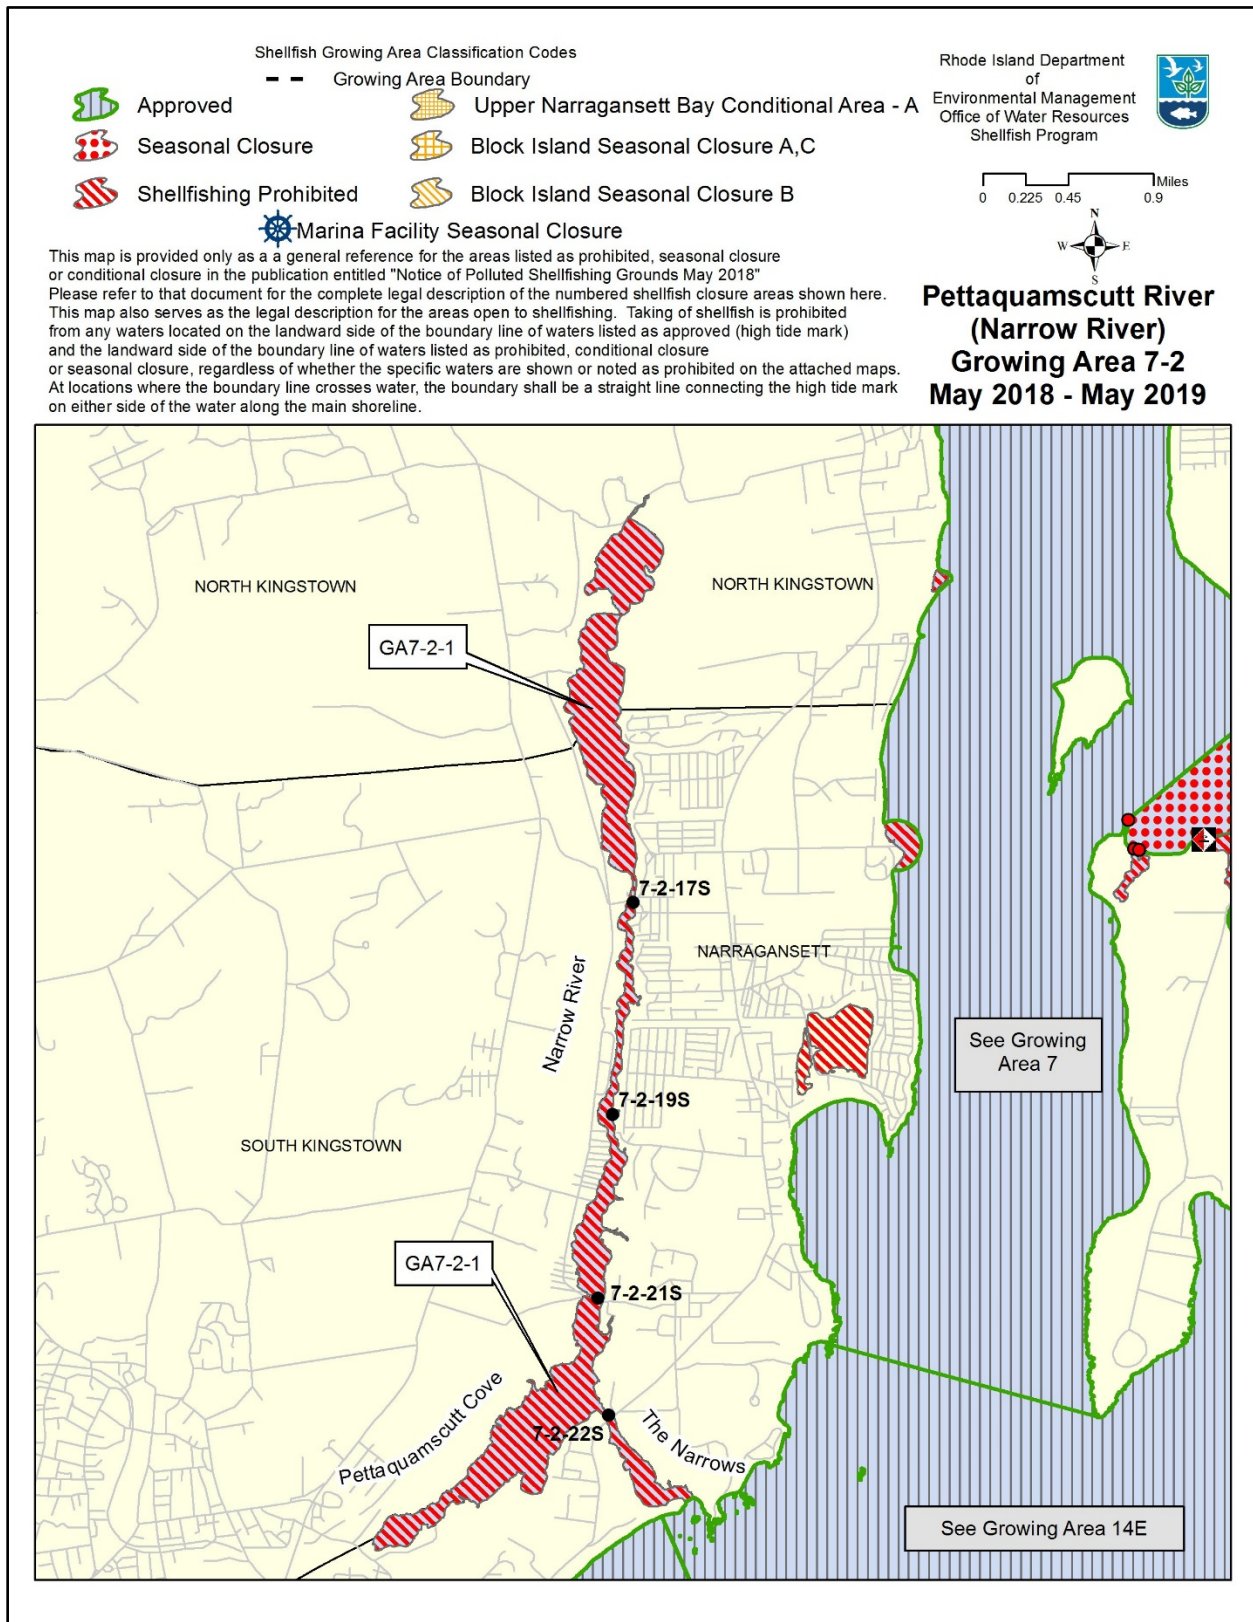 Shellfish Growing Area Classification Codes
Growing Area Boundary
Approved
Upper Narragansett Bay Conditional Area - A
Seasonal Closure
Block Island Seasonal Closure A,C
Shellfishing Prohibited
Block Island Seasonal Closure B
Marina Facility Seasonal Closure
Rhode Island Department
of
Environmental Management
Office of Water Resources
Shellfish Program
Miles
0 0.225 0.45 0.9
N
W E
S
This map is provided only as a a general reference for the areas listed as prohibited, seasonal closure
or conditional closure in the publication entitled "Notice of Polluted Shellfishing Grounds May 2018"
Please refer to that document for the complete legal description of the numbered shellfish closure areas shown here.
This map also serves as the legal description for the areas open to shellfishing. Taking of shellfish is prohibited
from any waters located on the landward side of the boundary line of waters listed as approved (high tide mark)
and the landward side of the boundary line of waters listed as prohibited, conditional closure
or seasonal closure, regardless of whether the specific waters are shown or noted as prohibited on the attached maps.
At locations where the boundary line crosses water, the boundary shall be a straight line connecting the high tide mark
on either side of the water along the main shoreline.
Pettaquamscutt River
(Narrow River)
Growing Area 7-2
May 2018 - May 2019
NORTH KINGSTOWN
NORTH KINGSTOWN
GA7-2-1
7-2-17S
NARRAGANSETT
Narrow River
See Growing
Area 7
7-2-19S
SOUTH KINGSTOWN
GA7-2-1
7-2-21S
Pettaquamscutt Cove
7-2-22S
The Narrows
See Growing Area 14E